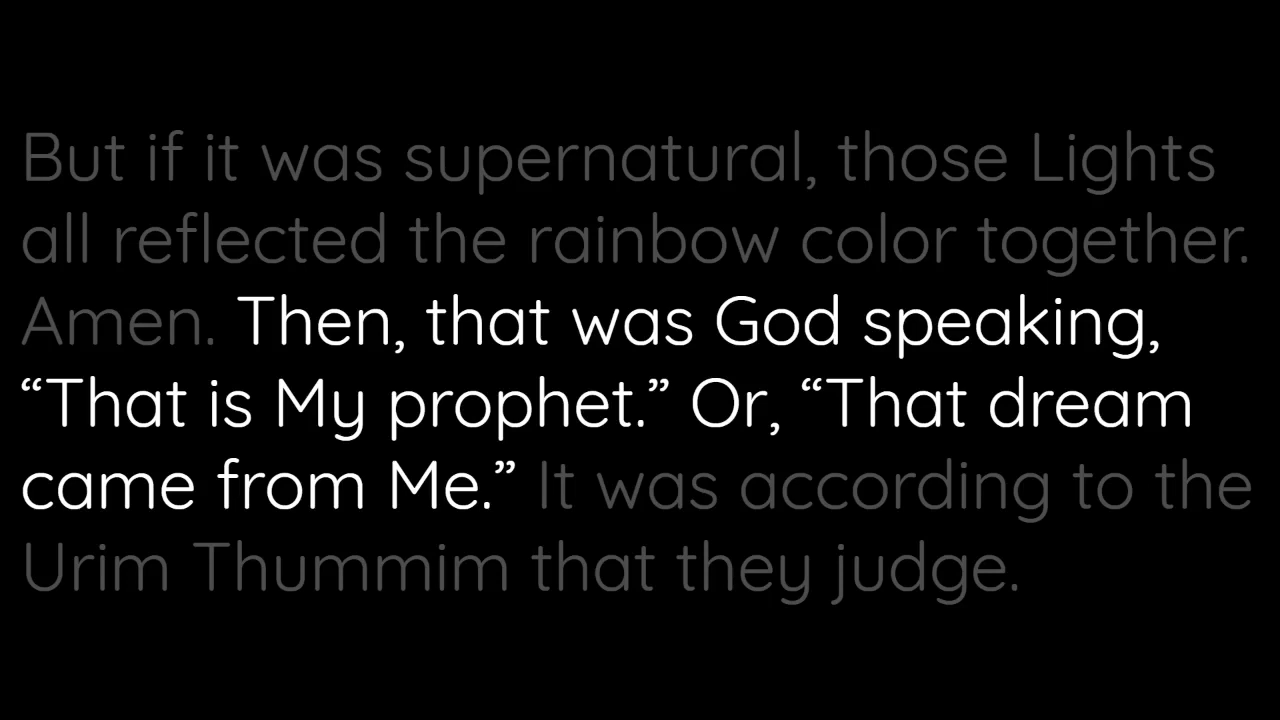 But if it was supernatural, those Lights
all reflected the rainbow color together.
Amen. Then, that was God speaking,
“That is My prophet.” Or, “That dream
came from Me.” It was according to the
Urim Thummim that they judge.